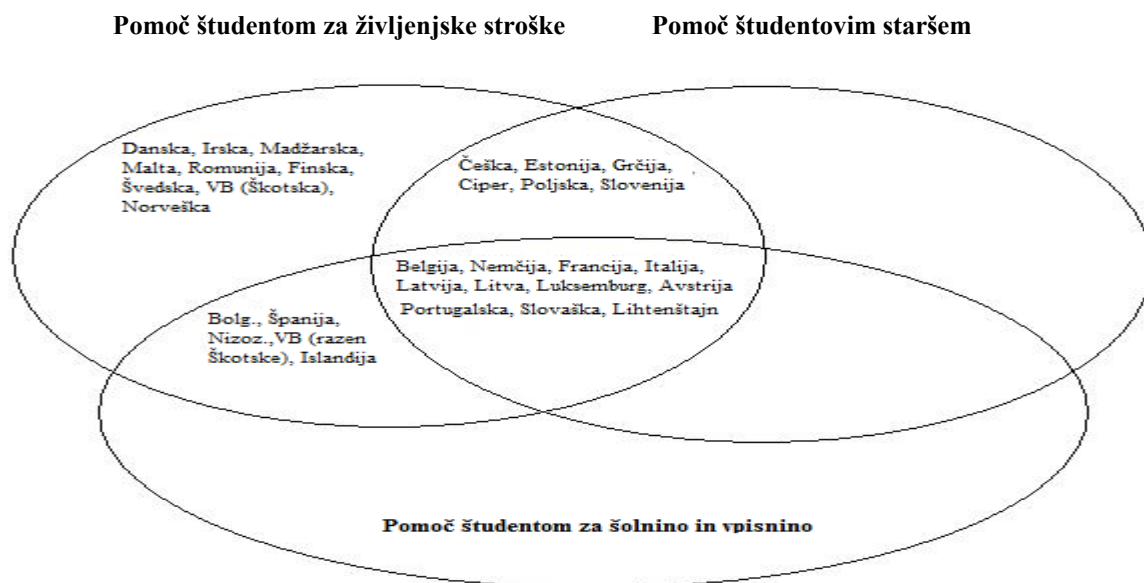 Pomoč študentom za življenjske stroške
Pomoč študentovim staršem
Danska, Irska, Madžarska,
Malta, Romunija, Finska,
Švedska, VB (Škotska),
Norveška
Češka, Estonija, Grčija,
Ciper, Poljska, Slovenija
Belgija, Nemčija, Francija, Italija,
Latvija, Litva, Luksemburg, Avstrija
Portugalska, Slovaška, Lihtenštajn
Bolg., Španija,
Nizoz.,VB (razen
Škotske), Islandija
Pomoč študentom za šolnino in vpisnino